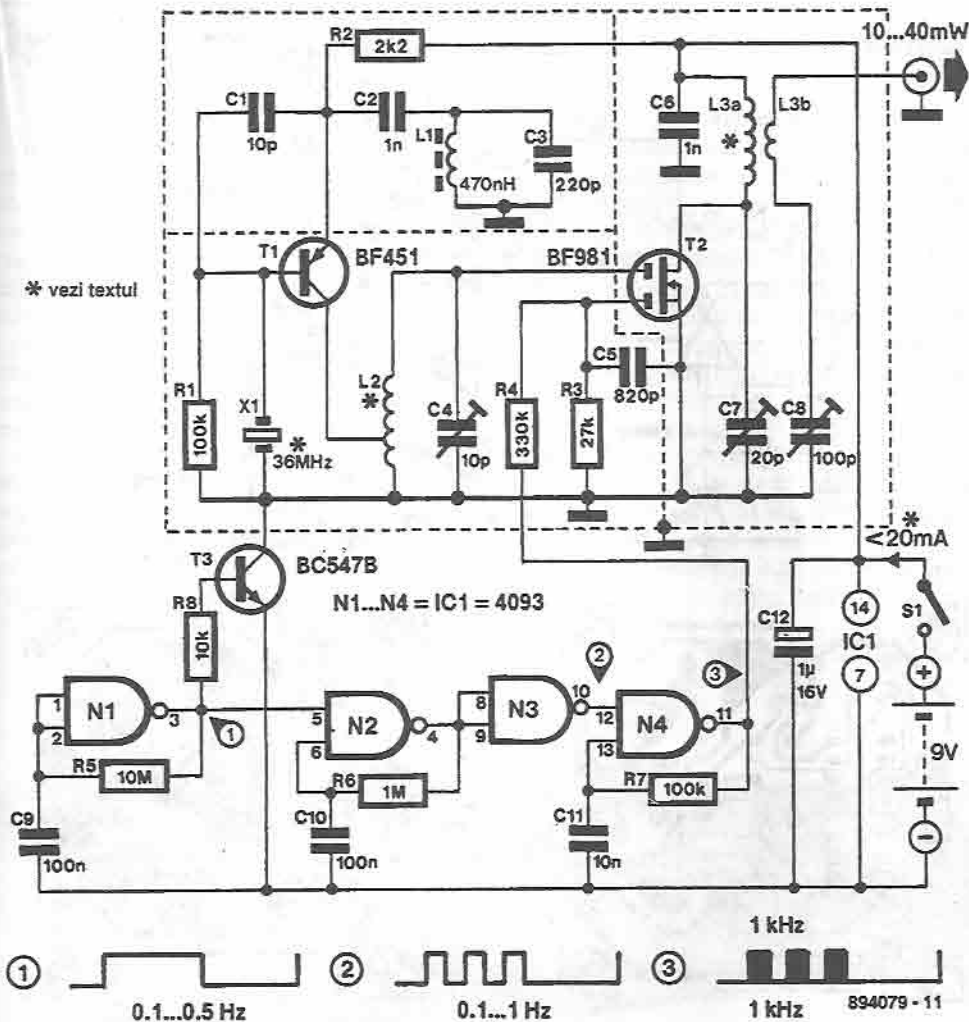 R2
2k2
10...40mW
C1
10p
C2
1n
L1
470nH
C3
220p
C6
1n
L3a
*
L3b
T1
BF451
BF981
T2
* vezi textul
R1
100k
X1
*
36MHz
L2
*
C4
10p
R4
330k
R3
27k
C5
820p
C7
20p
C8
100p
*
<20mA
T3
BC547B
R8
10k
N1...N4 = IC1 = 4093
C12
1µ
16V
14
IC1
7
S1
+
9V
−
1
2
N1
3
1
5
6
N2
4
8
9
N3
10
2
12
13
N4
11
3
R5
10M
R6
1M
R7
100k
C9
100n
C10
100n
C11
10n
1
0.1...0.5 Hz
2
0.1...1 Hz
3
1 kHz
1 kHz
894079 - 11